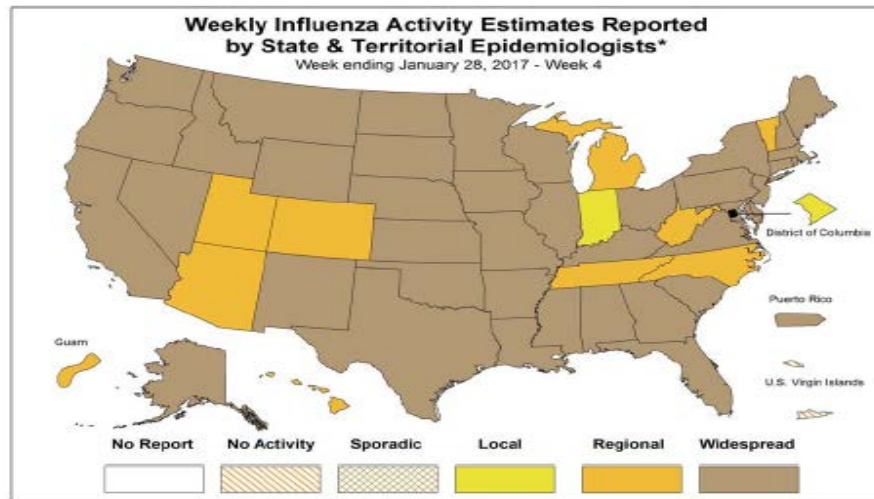 Weekly Influenza Activity Estimates Reported
by State & Territorial Epidemiologists*
Week ending January 28, 2017 - Week 4
District of Columbia
Puerto Rico
Guam
U.S. Virgin Islands
No Report No Activity Sporadic Local Regional Widespread